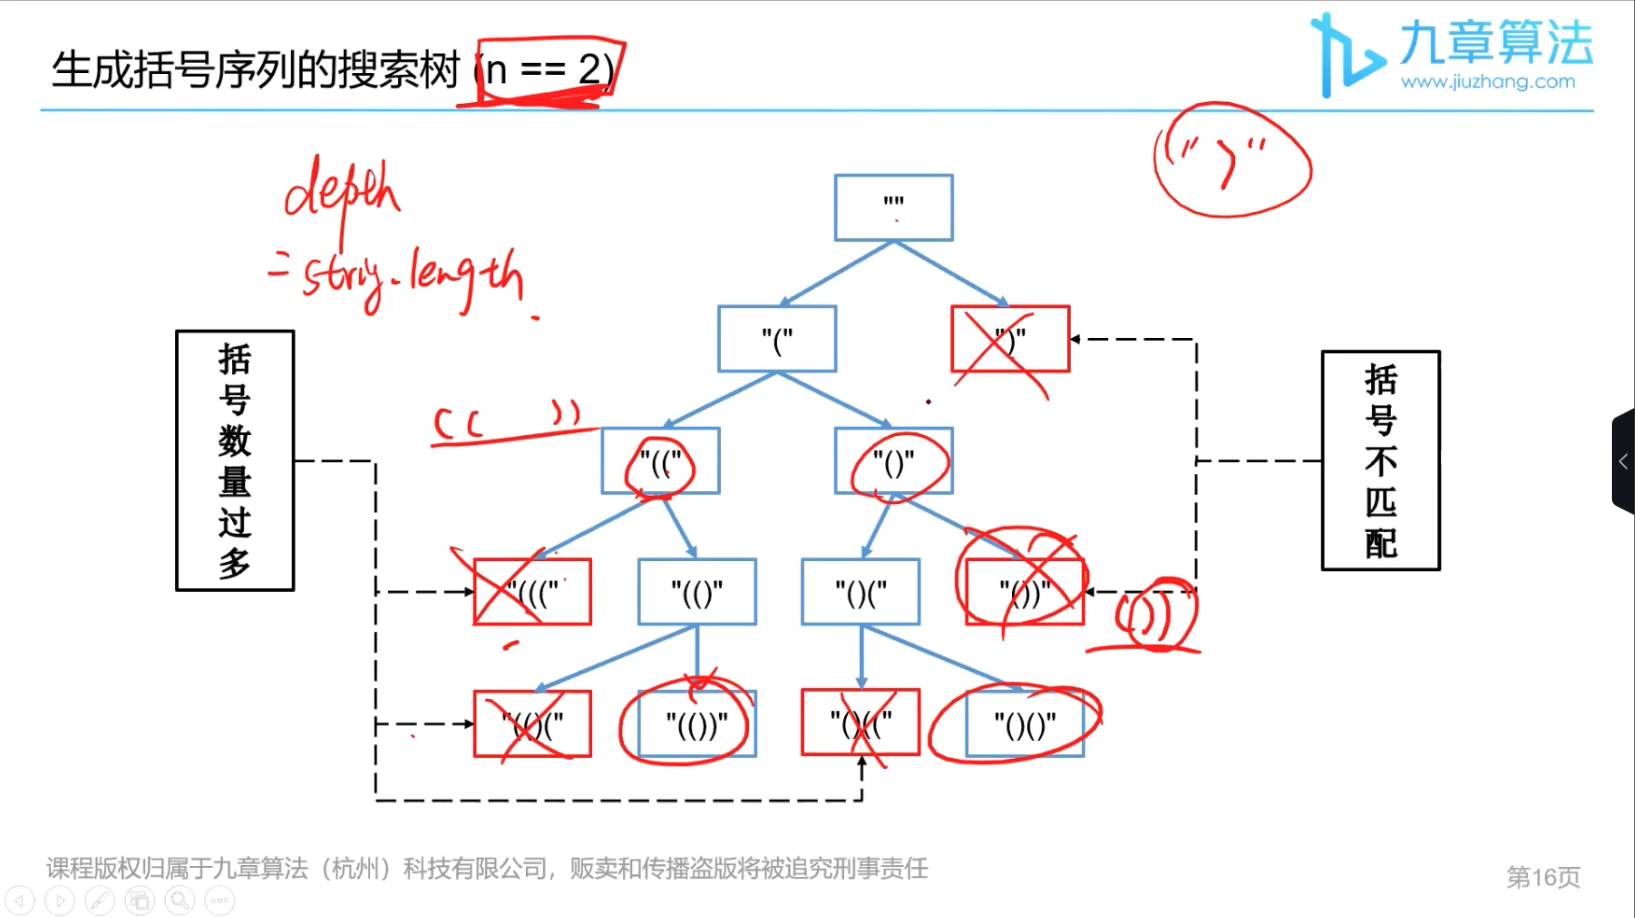 生成括号序列的搜索树 (n == 2)
九章算法
www.jiuzhang.com
depth
= string.length
")"
""
"("
")"
括号数量过多
括号不匹配
(( ))
"(("
"()"
"((("
"(()"
"()("
"())"
())
"(()("
"(())"
"()(("
"()()"
课程版权归属于九章算法（杭州）科技有限公司，贩卖和传播盗版将被追究刑事责任
第16页